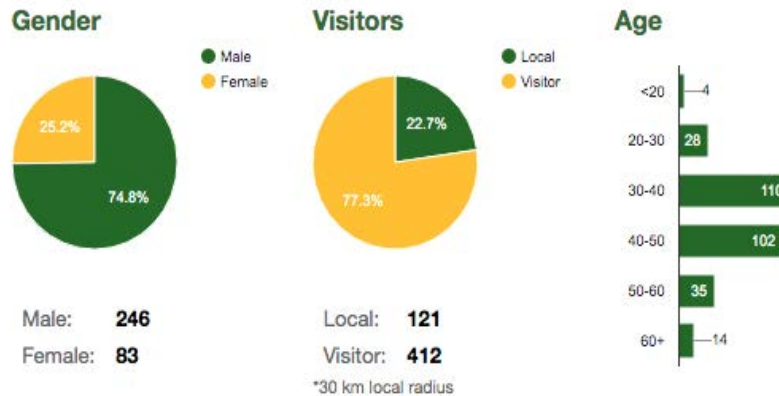 Gender
Male
Female
25.2%
74.8%
Male: 246
Female: 83
Visitors
Local
Visitor
22.7%
77.3%
Local: 121
Visitor: 412
*30 km local radius
Age
<20 4
20-30 28
30-40 110
40-50 102
50-60 35
60+ 14